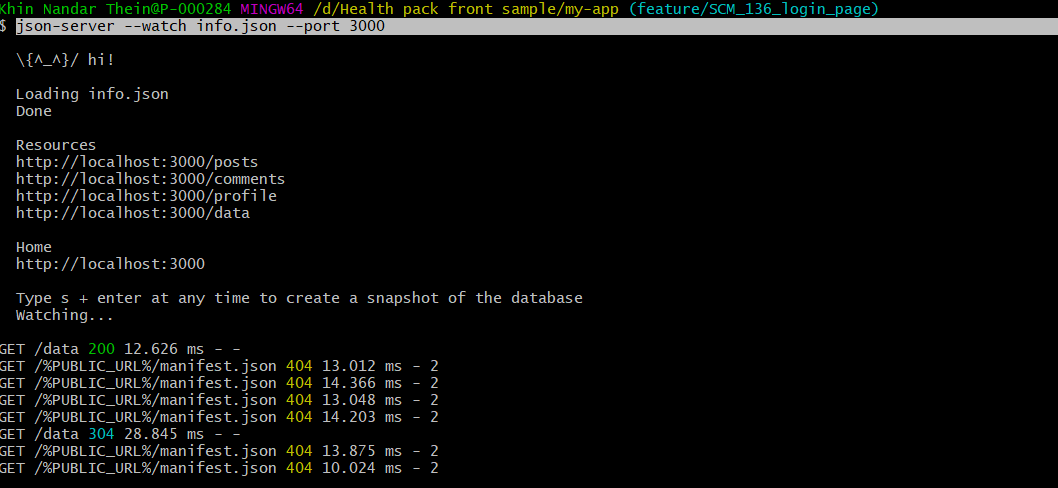 Khin Nandar Thein@P-000284 MINGW64 /d/Health pack front sample/my-app (feature/SCM_136_login_page)
$ json-server --watch info.json --port 3000
\{^_^}/ hi!
Loading info.json
Done
Resources
http://localhost:3000/posts
http://localhost:3000/comments
http://localhost:3000/profile
http://localhost:3000/data
Home
http://localhost:3000
Type s + enter at any time to create a snapshot of the database
Watching...
GET /data 200 12.626 ms - -
GET /%PUBLIC_URL%/manifest.json 404 13.012 ms - 2
GET /%PUBLIC_URL%/manifest.json 404 14.366 ms - 2
GET /%PUBLIC_URL%/manifest.json 404 13.048 ms - 2
GET /%PUBLIC_URL%/manifest.json 404 14.203 ms - 2
GET /data 304 28.845 ms - -
GET /%PUBLIC_URL%/manifest.json 404 13.875 ms - 2
GET /%PUBLIC_URL%/manifest.json 404 10.024 ms - 2